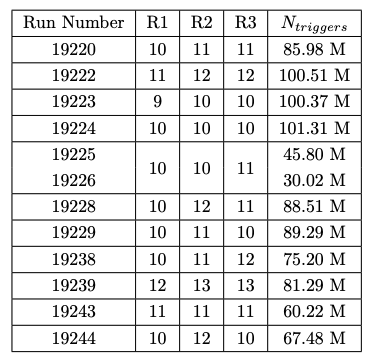 Run Number R1 R2 R3 N_triggers
19220 10 11 11 85.98 M
19222 11 12 12 100.51 M
19223 9 10 10 100.37 M
19224 10 10 10 101.31 M
19225 45.80 M
10 10 11
19226 30.02 M
19228 10 12 11 88.51 M
19229 10 11 10 89.29 M
19238 10 11 12 75.20 M
19239 12 13 13 81.29 M
19243 11 11 11 60.22 M
19244 10 12 10 67.48 M